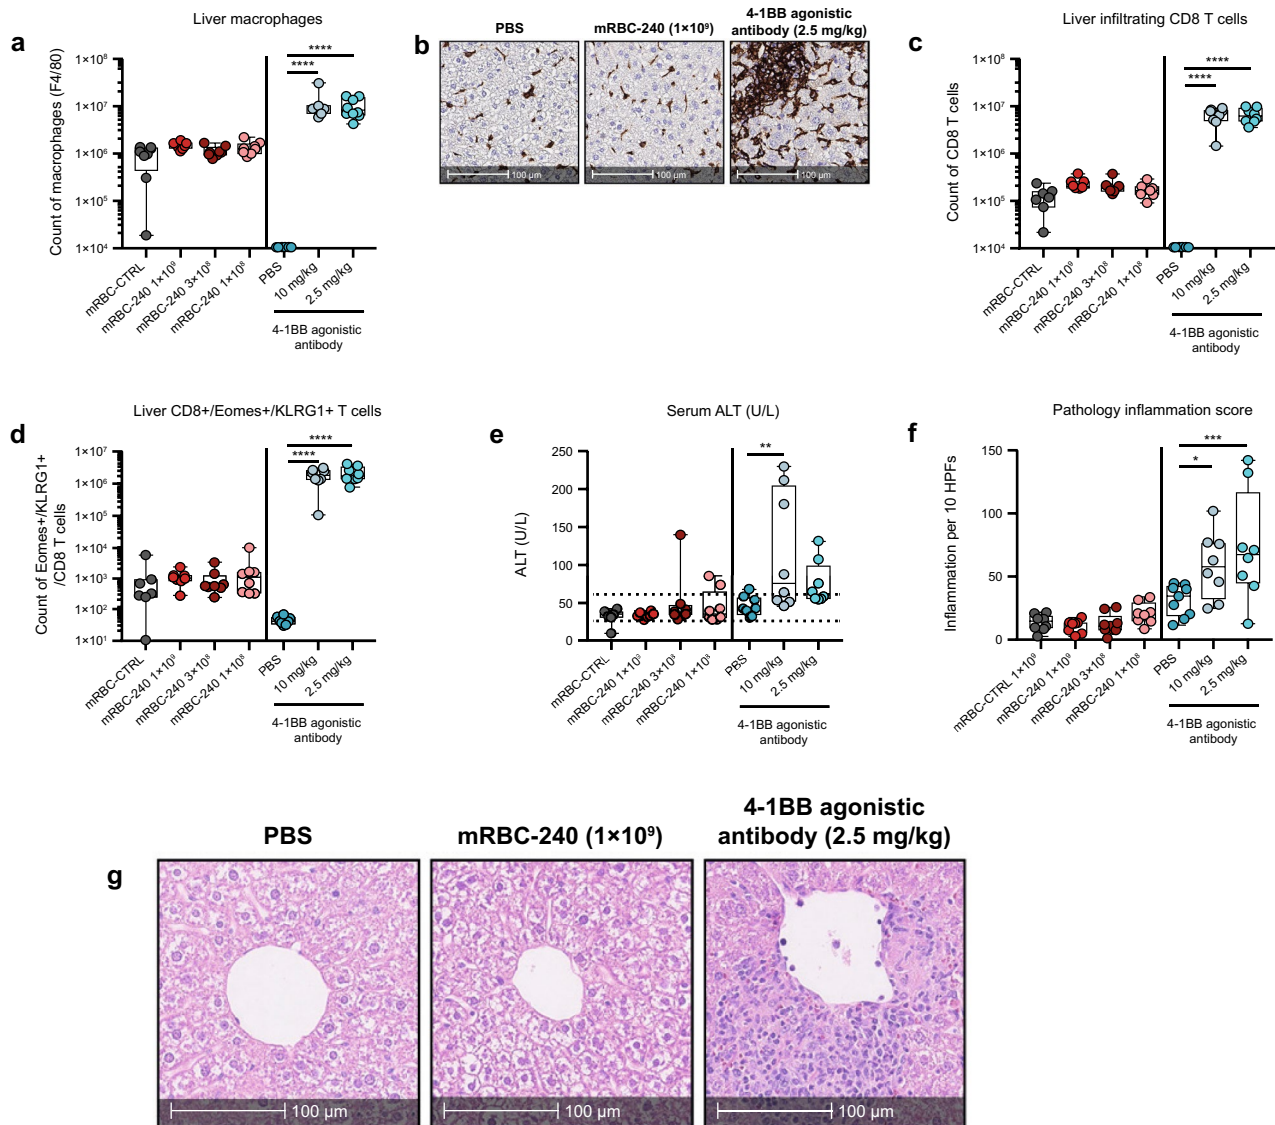 a
Liver macrophages
Count of macrophages (F4/80)
1×10⁸
1×10⁷
1×10⁶
1×10⁵
1×10⁴
mRBC-CTRL
mRBC-240 1×10⁹
mRBC-240 3×10⁸
mRBC-240 1×10⁸
PBS
10 mg/kg
2.5 mg/kg
4-1BB agonistic
antibody
****
****
b
PBS
mRBC-240 (1×10⁹)
4-1BB agonistic
antibody (2.5 mg/kg)
100 µm
100 µm
100 µm
c
Liver infiltrating CD8 T cells
Count of CD8 T cells
1×10⁸
1×10⁷
1×10⁶
1×10⁵
1×10⁴
mRBC-CTRL
mRBC-240 1×10⁹
mRBC-240 3×10⁸
mRBC-240 1×10⁸
PBS
10 mg/kg
2.5 mg/kg
4-1BB agonistic
antibody
****
****
d
Liver CD8+/Eomes+/KLRG1+ T cells
Count of Eomes+/KLRG1+
/CD8 T cells
1×10⁷
1×10⁶
1×10⁵
1×10⁴
1×10³
1×10²
1×10¹
mRBC-CTRL
mRBC-240 1×10⁹
mRBC-240 3×10⁸
mRBC-240 1×10⁸
PBS
10 mg/kg
2.5 mg/kg
4-1BB agonistic
antibody
****
****
e
Serum ALT (U/L)
ALT (U/L)
250
200
150
100
50
0
mRBC-CTRL
mRBC-240 1×10⁹
mRBC-240 3×10⁸
mRBC-240 1×10⁸
PBS
10 mg/kg
2.5 mg/kg
4-1BB agonistic
antibody
**
f
Pathology inflammation score
Inflammation per 10 HPFs
150
100
50
0
mRBC-CTRL 1×10⁹
mRBC-240 1×10⁹
mRBC-240 3×10⁸
mRBC-240 1×10⁸
PBS
10 mg/kg
2.5 mg/kg
4-1BB agonistic
antibody
***
*
g
PBS
mRBC-240 (1×10⁹)
4-1BB agonistic
antibody (2.5 mg/kg)
100 µm
100 µm
100 µm